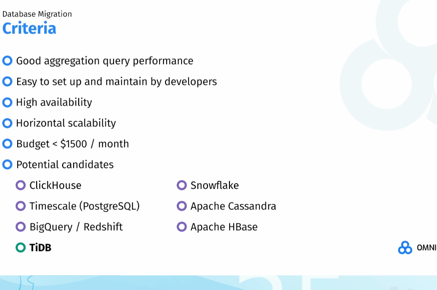 Database Migration
Criteria
Good aggregation query performance
Easy to set up and maintain by developers
High availability
Horizontal scalability
Budget < $1500 / month
Potential candidates
ClickHouse
Snowflake
Timescale (PostgreSQL)
Apache Cassandra
BigQuery / Redshift
Apache HBase
TiDB
OMNI